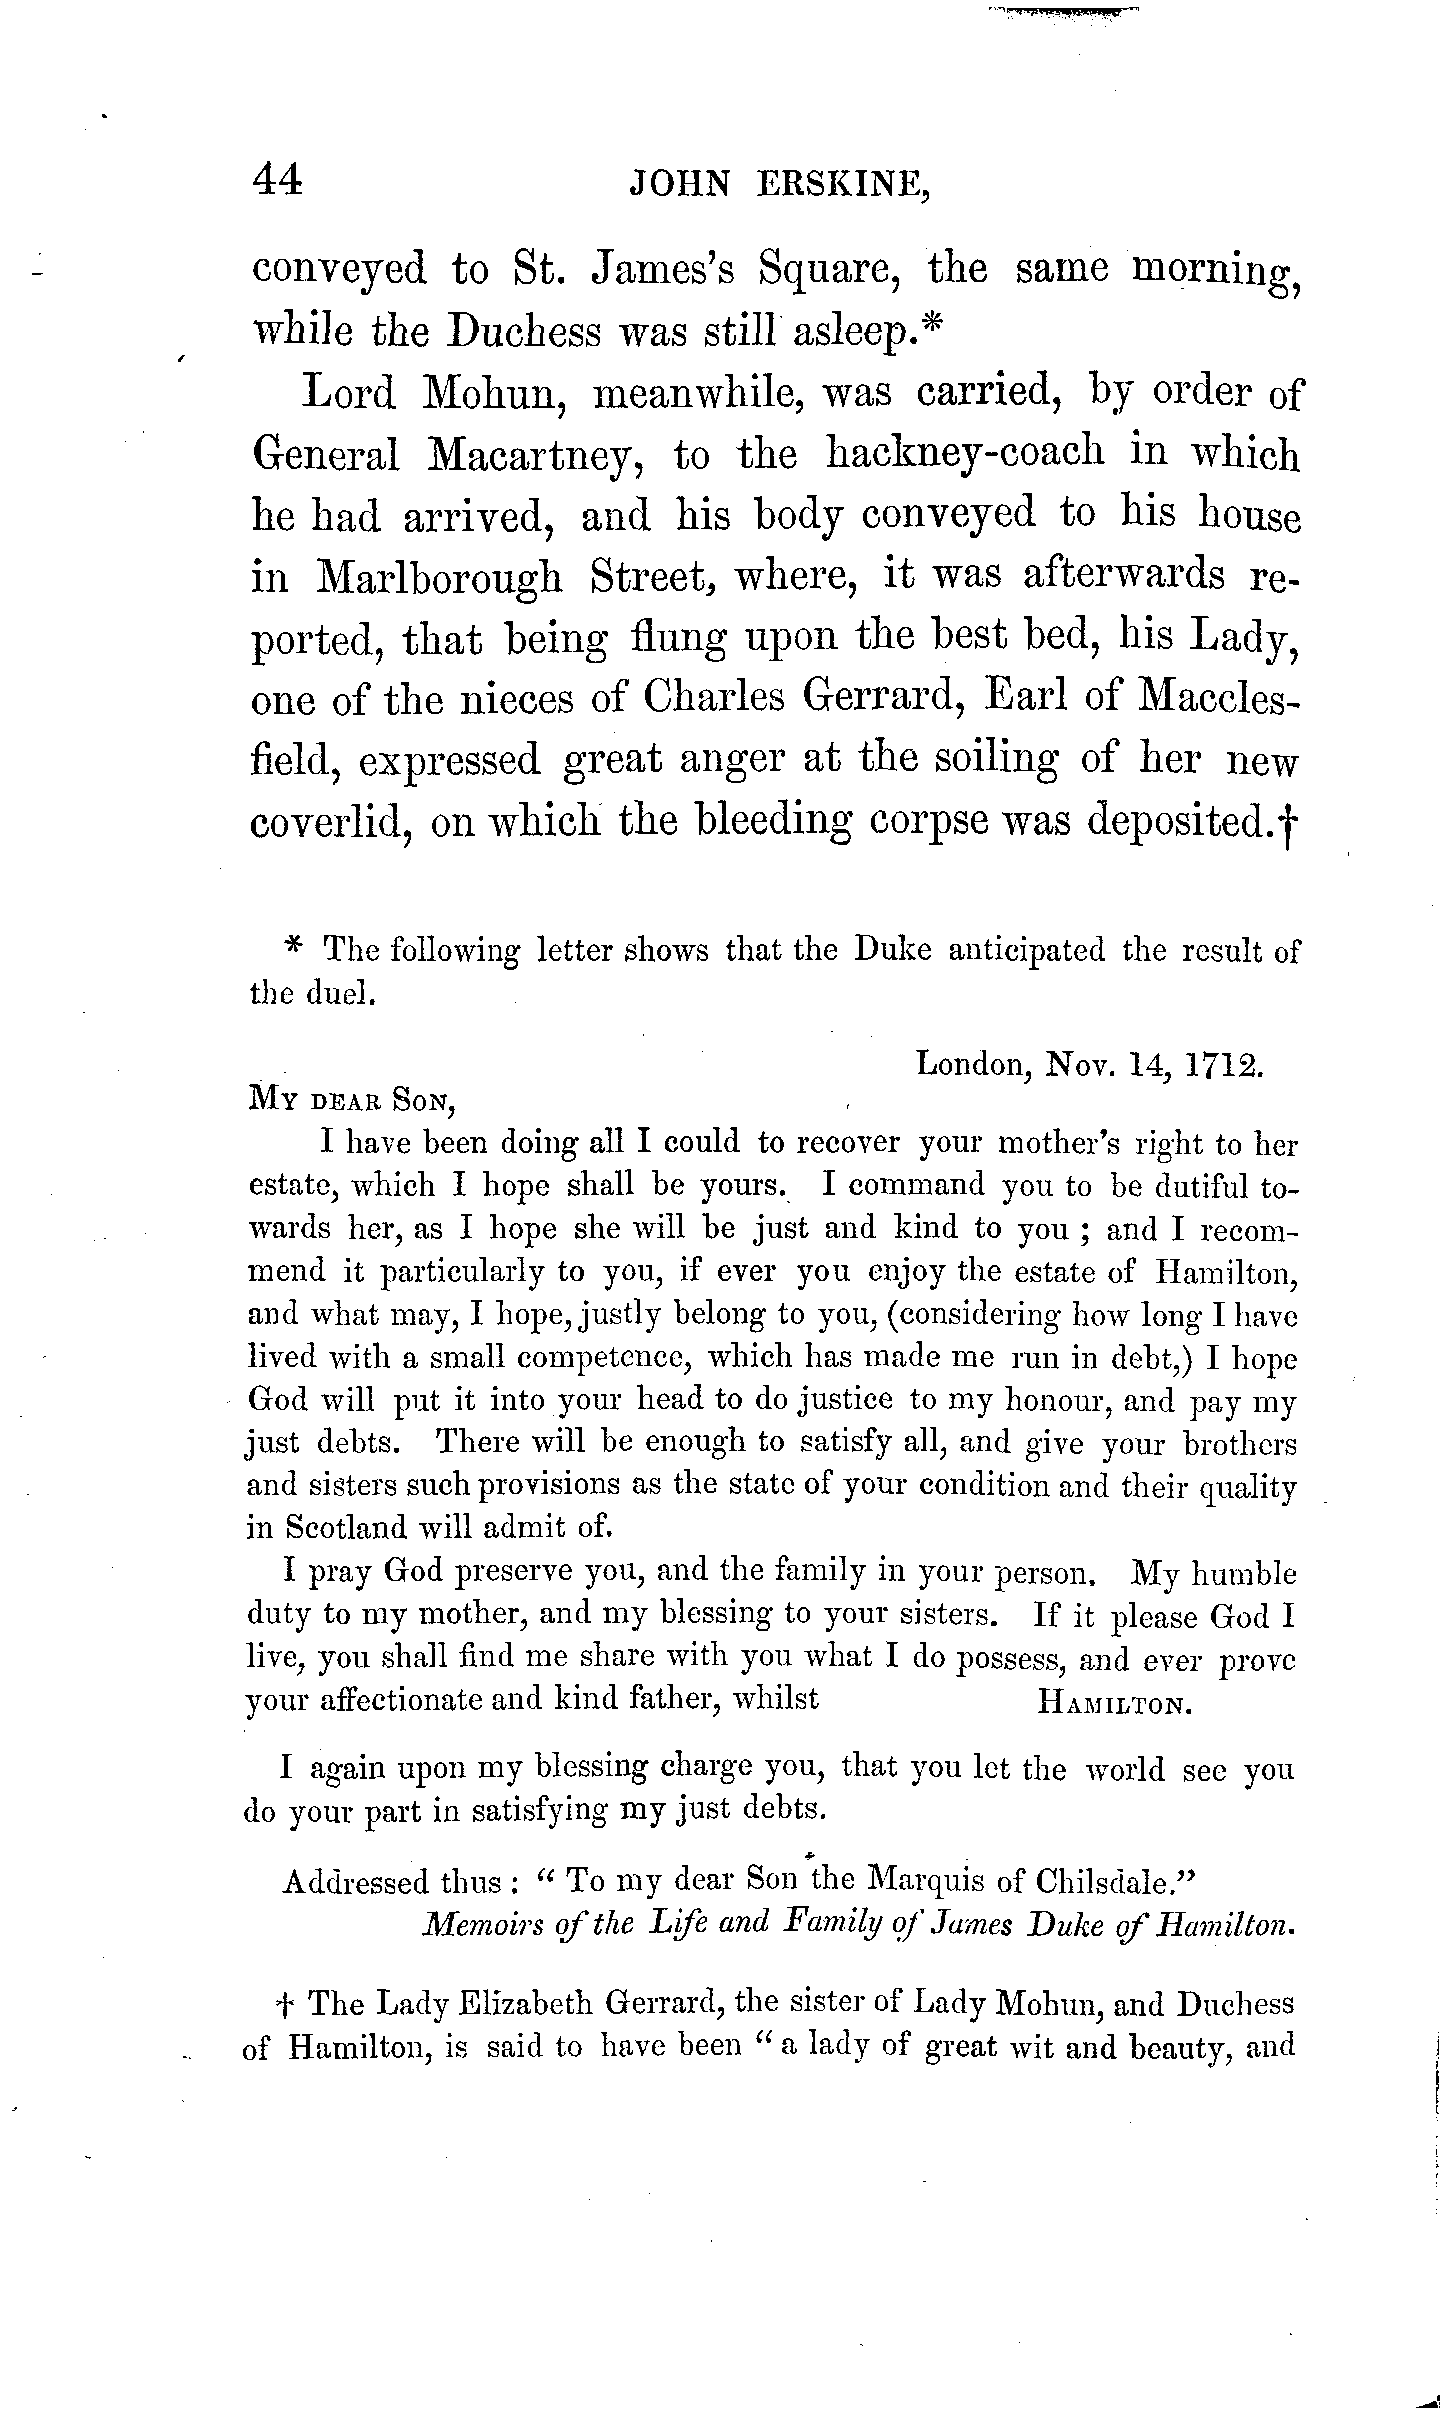 44 JOHN ERSKINE,
conveyed to St. James's Square, the same morning,
while the Duchess was still asleep.*
Lord Mohun, meanwhile, was carried, by order of
General Macartney, to the hackney-coach in which
he had arrived, and his body conveyed to his house
in Marlborough Street, where, it was afterwards re-
ported, that being flung upon the best bed, his Lady,
one of the nieces of Charles Gerrard, Earl of Maccles-
field, expressed great anger at the soiling of her new
coverlid, on which the bleeding corpse was deposited.†
* The following letter shows that the Duke anticipated the result of
the duel.
London, Nov. 14, 1712.
MY DEAR SON,
I have been doing all I could to recover your mother's right to her
estate, which I hope shall be yours. I command you to be dutiful to-
wards her, as I hope she will be just and kind to you ; and I recom-
mend it particularly to you, if ever you enjoy the estate of Hamilton,
and what may, I hope, justly belong to you, (considering how long I have
lived with a small competence, which has made me run in debt,) I hope
God will put it into your head to do justice to my honour, and pay my
just debts. There will be enough to satisfy all, and give your brothers
and sisters such provisions as the state of your condition and their quality
in Scotland will admit of.
I pray God preserve you, and the family in your person. My humble
duty to my mother, and my blessing to your sisters. If it please God I
live, you shall find me share with you what I do possess, and ever prove
your affectionate and kind father, whilst HAMILTON.
I again upon my blessing charge you, that you let the world see you
do your part in satisfying my just debts.
Addressed thus : “ To my dear Son the Marquis of Chilsdale.”
Memoirs of the Life and Family of James Duke of Hamilton.
† The Lady Elizabeth Gerrard, the sister of Lady Mohun, and Duchess
of Hamilton, is said to have been “ a lady of great wit and beauty, and